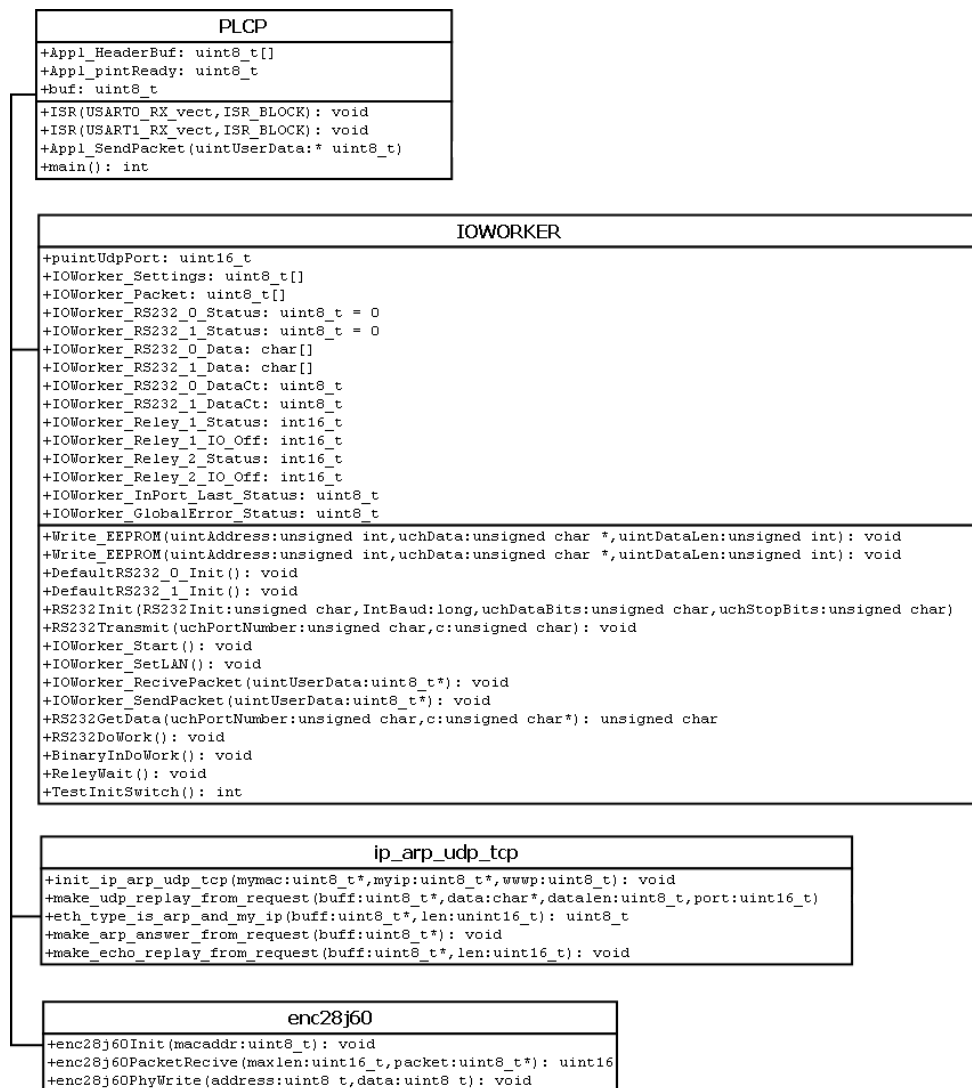 PLCP
+Appl_HeaderBuf: uint8_t[]
+Appl_pintReady: uint8_t
+buf: uint8_t
+ISR(USART0_RX_vect,ISR_BLOCK): void
+ISR(USART1_RX_vect,ISR_BLOCK): void
+Appl_SendPacket(uintUserData:* uint8_t)
+main(): int
IOWORKER
+puintUdpPort: uint16_t
+IOWorker_Settings: uint8_t[]
+IOWorker_Packet: uint8_t[]
+IOWorker_RS232_0_Status: uint8_t = 0
+IOWorker_RS232_1_Status: uint8_t = 0
+IOWorker_RS232_0_Data: char[]
+IOWorker_RS232_1_Data: char[]
+IOWorker_RS232_0_DataCt: uint8_t
+IOWorker_RS232_1_DataCt: uint8_t
+IOWorker_Reley_1_Status: int16_t
+IOWorker_Reley_1_IO_Off: int16_t
+IOWorker_Reley_2_Status: int16_t
+IOWorker_Reley_2_IO_Off: int16_t
+IOWorker_InPort_Last_Status: uint8_t
+IOWorker_GlobalError_Status: uint8_t
+Write_EEPROM(uintAddress:unsigned int,uchData:unsigned char *,uintDataLen:unsigned int): void
+Write_EEPROM(uintAddress:unsigned int,uchData:unsigned char *,uintDataLen:unsigned int): void
+DefaultRS232_0_Init(): void
+DefaultRS232_1_Init(): void
+RS232Init(RS232Init:unsigned char,IntBaud:long,uchDataBits:unsigned char,uchStopBits:unsigned char)
+RS232Transmit(uchPortNumber:unsigned char,c:unsigned char): void
+IOWorker_Start(): void
+IOWorker_SetLAN(): void
+IOWorker_RecivePacket(uintUserData:uint8_t*): void
+IOWorker_SendPacket(uintUserData:uint8_t*): void
+RS232GetData(uchPortNumber:unsigned char,c:unsigned char*): unsigned char
+RS232DoWork(): void
+BinaryInDoWork(): void
+ReleyWait(): void
+TestInitSwitch(): int
ip_arp_udp_tcp
+init_ip_arp_udp_tcp(mymac:uint8_t*,myip:uint8_t*,wwwp:uint8_t): void
+make_udp_replay_from_request(buff:uint8_t*,data:char*,datalen:uint8_t,port:uint16_t)
+eth_type_is_arp_and_my_ip(buff:uint8_t*,len:unint16_t): uint8_t
+make_arp_answer_from_request(buff:uint8_t*): void
+make_echo_replay_from_request(buff:uint8_t*,len:uint16_t): void
enc28j60
+enc28j60Init(macaddr:uint8_t): void
+enc28j60PacketRecive(maxlen:uint16_t,packet:uint8_t*): uint16
+enc28j60PhyWrite(address:uint8_t,data:uint8_t): void